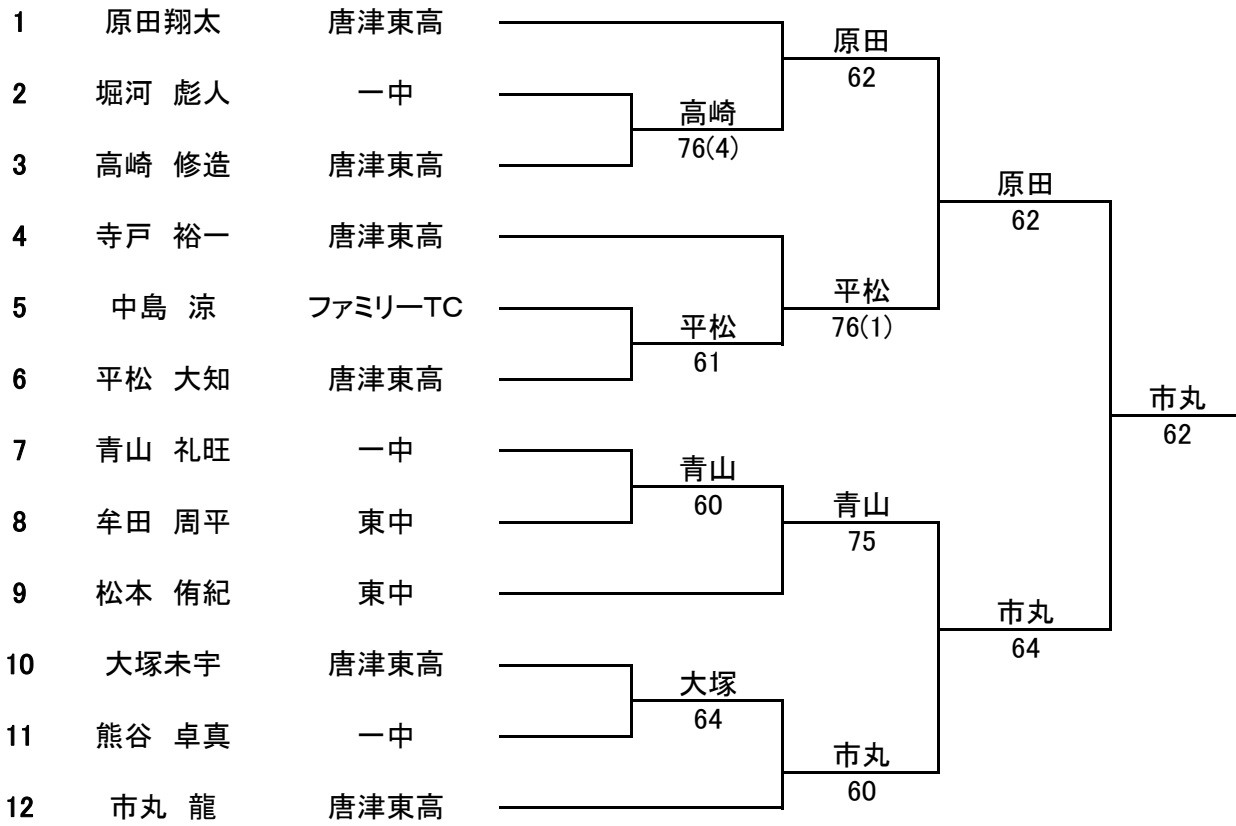 1 原田翔太 唐津東高
原田
62
2 堀河 彪人 一中
高崎
76(4)
3 高崎 修造 唐津東高
原田
62
4 寺戸 裕一 唐津東高
平松
76(1)
5 中島 涼 ファミリーTC
平松
61
6 平松 大知 唐津東高
市丸
62
7 青山 礼旺 一中
青山
60
青山
75
8 牟田 周平 東中
9 松本 侑紀 東中
市丸
64
10 大塚未宇 唐津東高
大塚
64
11 熊谷 卓真 一中
市丸
60
12 市丸 龍 唐津東高